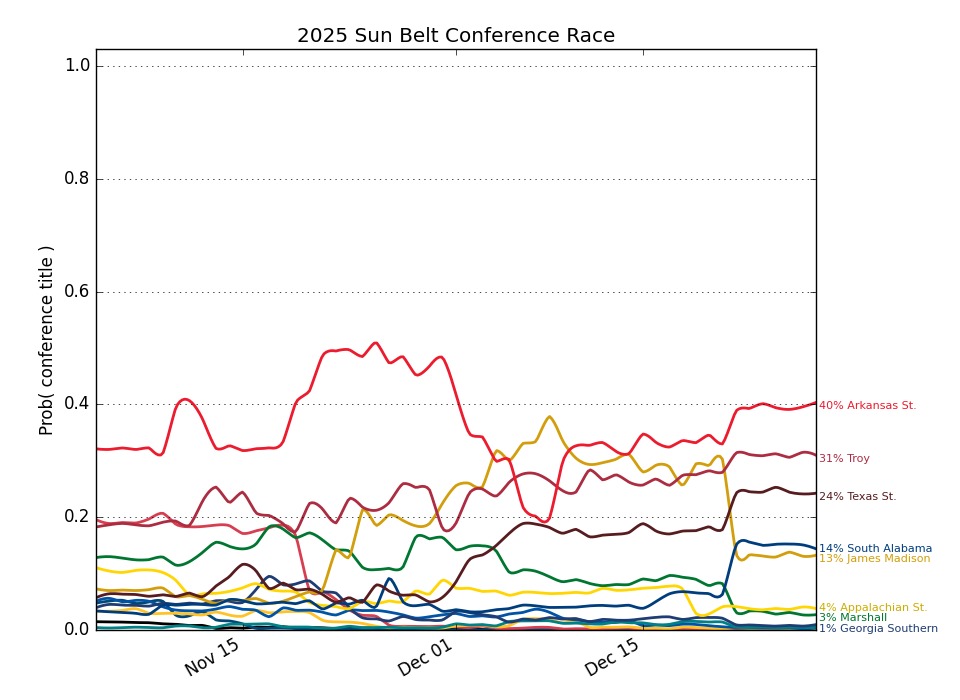 2025 Sun Belt Conference Race
1.0
0.8
0.6
0.4
0.2
0.0
Prob( conference title )
Nov 15
Dec 01
Dec 15
40% Arkansas St.
31% Troy
24% Texas St.
14% South Alabama
13% James Madison
4% Appalachian St.
3% Marshall
1% Georgia Southern